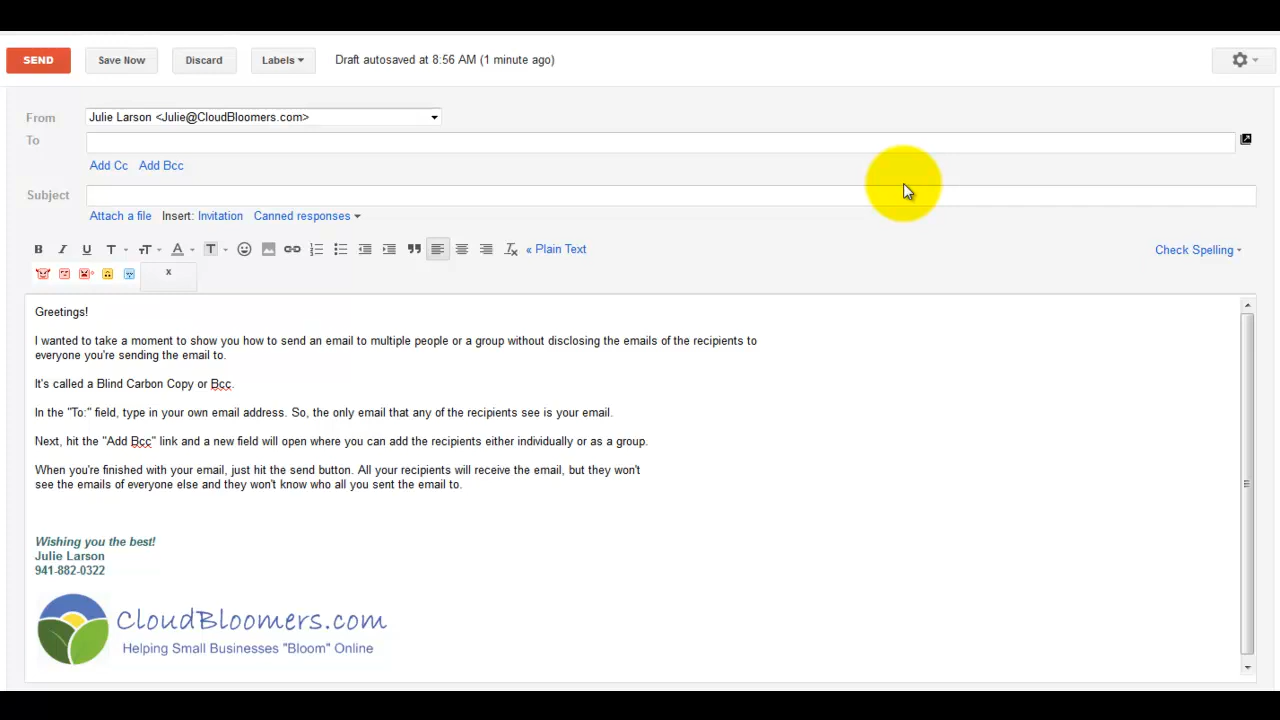 SEND Save Now Discard Labels Draft autosaved at 8:56 AM (1 minute ago)
From Julie Larson <Julie@CloudBloomers.com>
To
Add Cc Add Bcc
Subject
Attach a file Insert: Invitation Canned responses
B I U T TT A T « Plain Text Check Spelling
x
Greetings!
I wanted to take a moment to show you how to send an email to multiple people or a group without disclosing the emails of the recipients to
everyone you're sending the email to.
It's called a Blind Carbon Copy or Bcc.
In the "To:" field, type in your own email address. So, the only email that any of the recipients see is your email.
Next, hit the "Add Bcc" link and a new field will open where you can add the recipients either individually or as a group.
When you're finished with your email, just hit the send button. All your recipients will receive the email, but they won't
see the emails of everyone else and they won't know who all you sent the email to.
Wishing you the best!
Julie Larson
941-882-0322
CloudBloomers.com
Helping Small Businesses "Bloom" Online